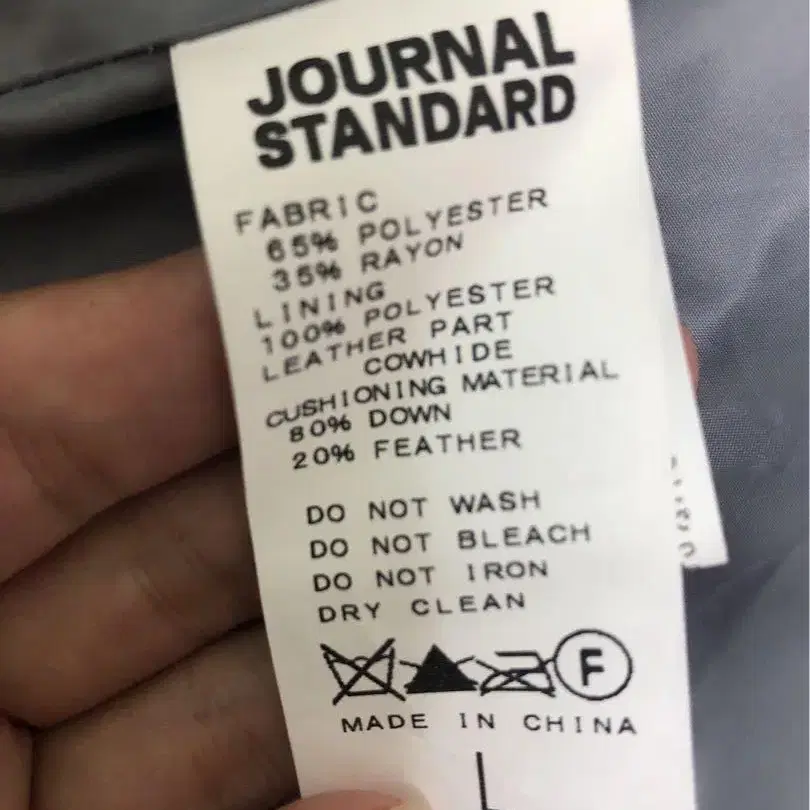 JOURNAL
STANDARD
FABRIC
65% POLYESTER
35% RAYON
LINING
100% POLYESTER
LEATHER PART
COWHIDE
CUSHIONING MATERIAL
80% DOWN
20% FEATHER
DO NOT WASH
DO NOT BLEACH
DO NOT IRON
DRY CLEAN
F
MADE IN CHINA
L